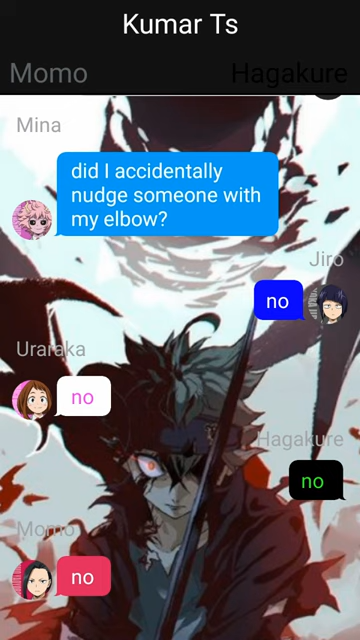 Kumar Ts
Momo
Hagakure
Mina
did I accidentally
nudge someone with
my elbow?
Jiro
no
Uraraka
no
Hagakure
no
Momo
no